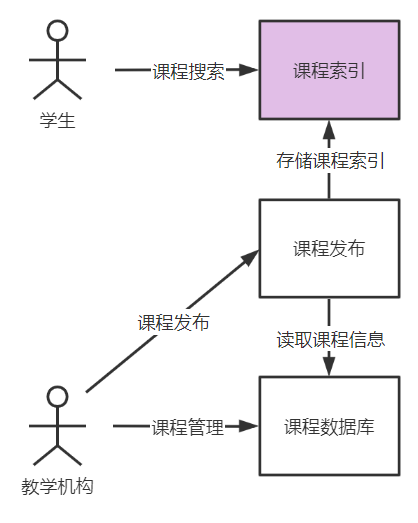 学生
课程搜索
课程索引
存储课程索引
课程发布
课程发布
读取课程信息
教学机构
课程管理
课程数据库